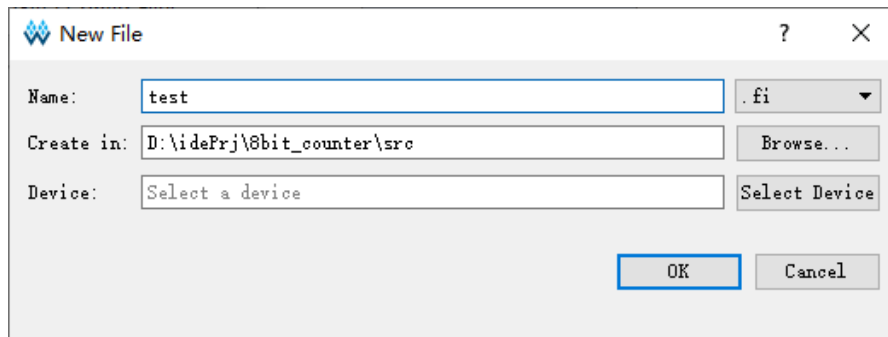 New File
Name: test .fi
Create in: D:\idePrj\8bit_counter\src Browse...
Device: Select a device Select Device
OK Cancel